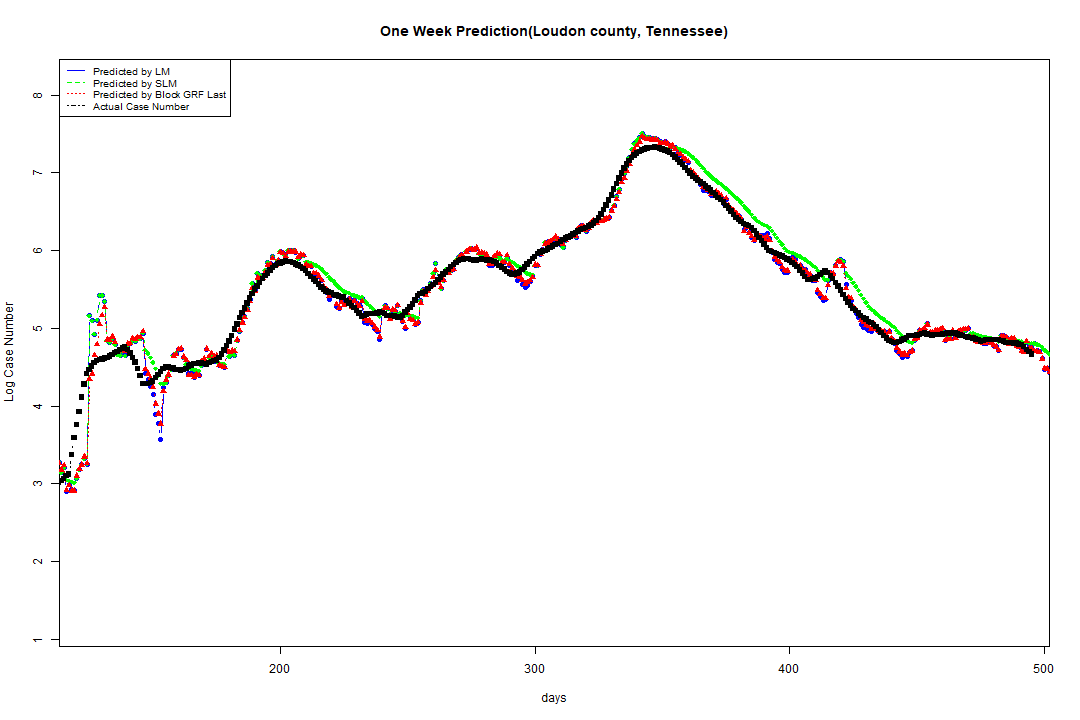 One Week Prediction(Loudon county, Tennessee)
Predicted by LM
Predicted by SLM
Predicted by Block GRF Last
Actual Case Number
8
7
6
5
4
3
2
1
Log Case Number
200 300 400 500
days